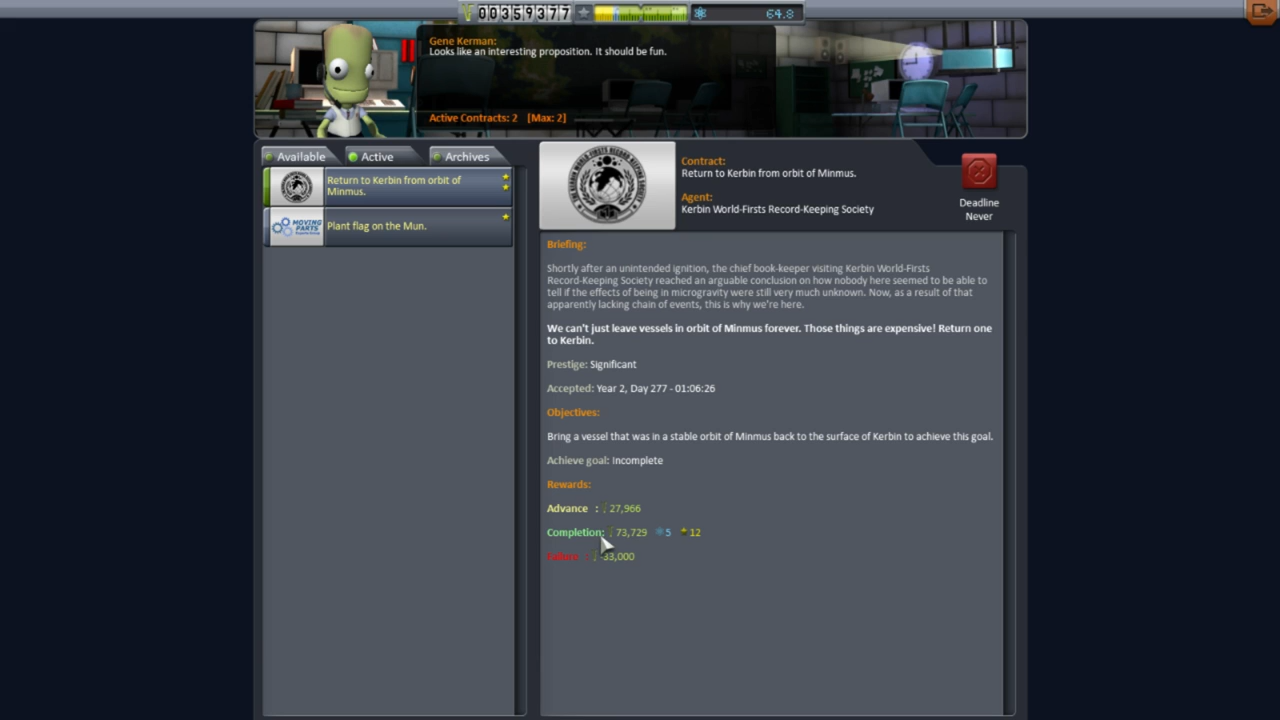 00359377
64.8
Gene Kerman:
Looks like an interesting proposition. It should be fun.
Active Contracts: 2 [Max: 2]
Available
Active
Archives
Return to Kerbin from orbit of
Minmus.
MOVING
PARTS
Plant flag on the Mun.
Contract:
Return to Kerbin from orbit of Minmus.
Agent:
Kerbin World-Firsts Record-Keeping Society
Deadline
Never
Briefing:
Shortly after an unintended ignition, the chief book-keeper visiting Kerbin World-Firsts
Record-Keeping Society reached an arguable conclusion on how nobody here seemed to be able to
tell if the effects of being in microgravity were still very much unknown. Now, as a result of that
apparently lacking chain of events, this is why we're here.
We can't just leave vessels in orbit of Minmus forever. Those things are expensive! Return one
to Kerbin.
Prestige: Significant
Accepted: Year 2, Day 277 - 01:06:26
Objectives:
Bring a vessel that was in a stable orbit of Minmus back to the surface of Kerbin to achieve this goal.
Achieve goal: Incomplete
Rewards:
Advance : 27,966
Completion: 73,729 5 12
Failure : -33,000